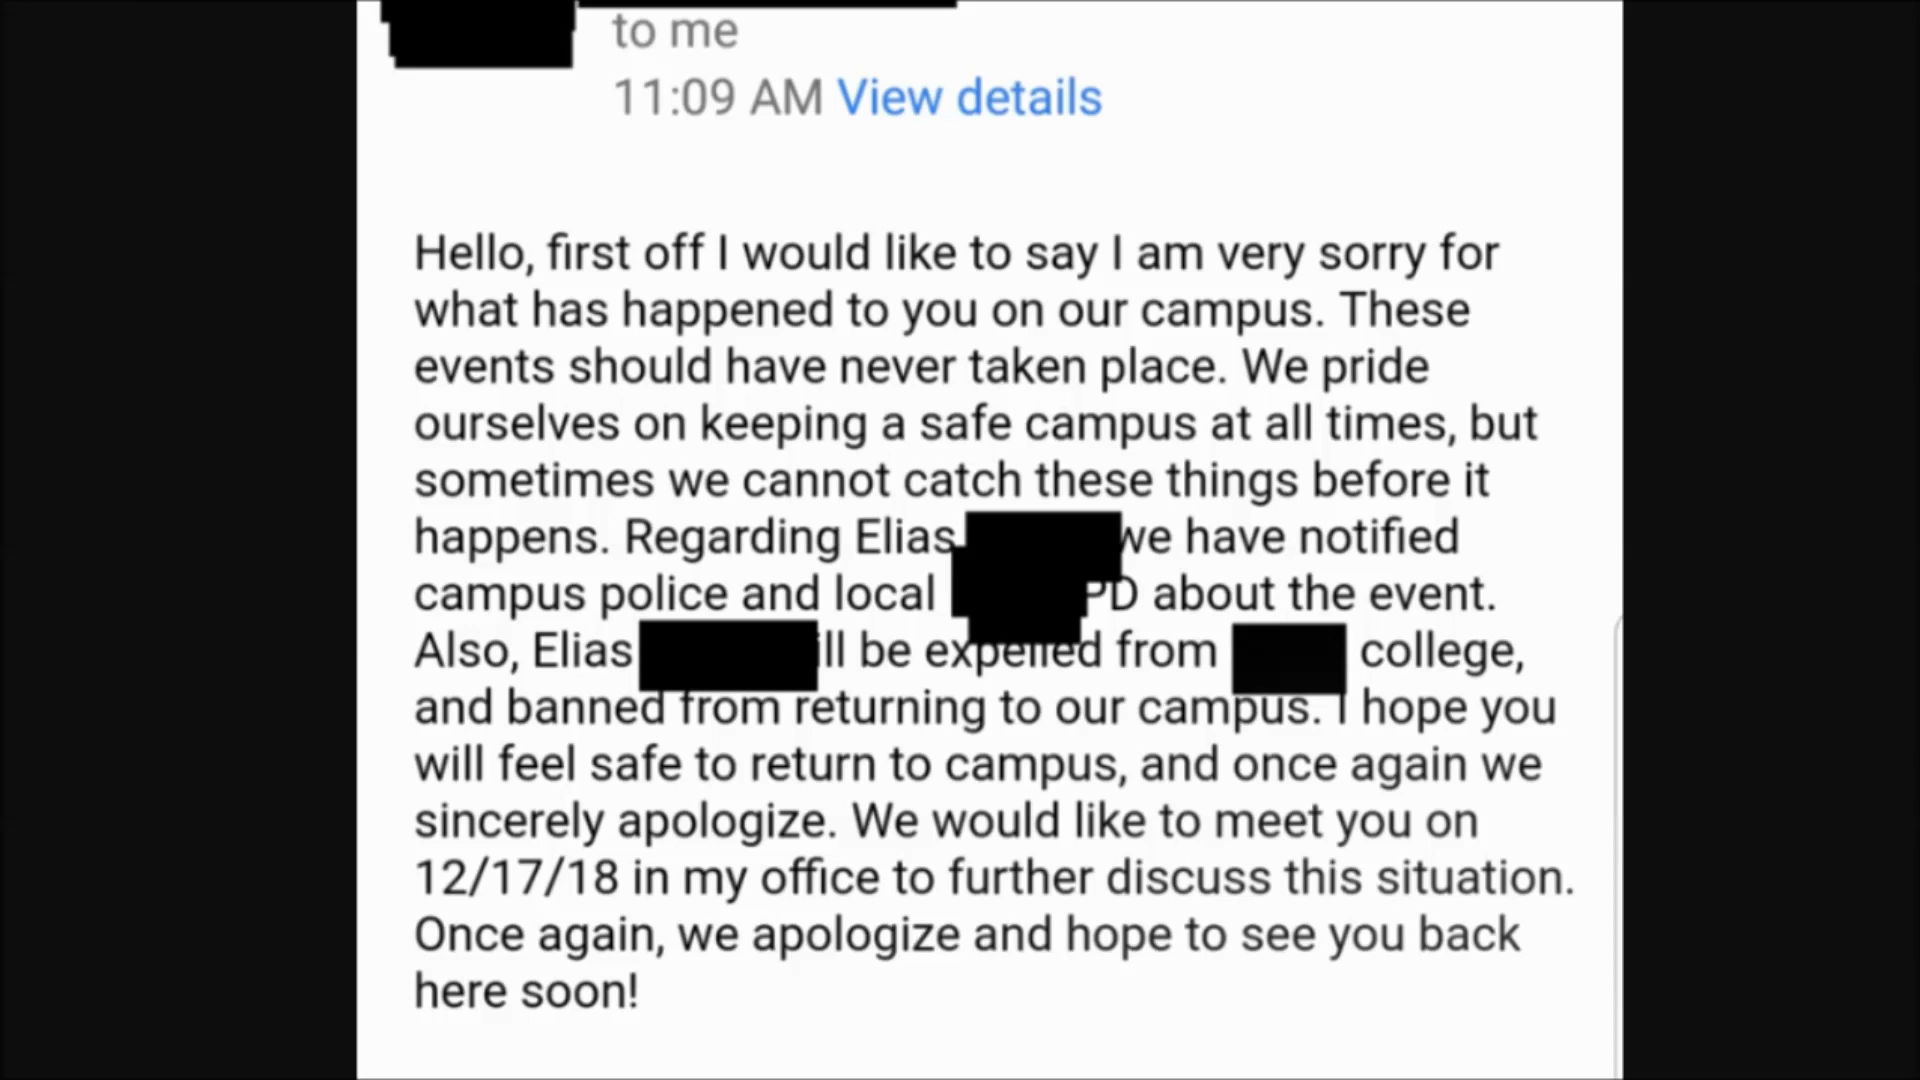 to me
11:09 AM View details
Hello, first off I would like to say I am very sorry for
what has happened to you on our campus. These
events should have never taken place. We pride
ourselves on keeping a safe campus at all times, but
sometimes we cannot catch these things before it
happens. Regarding Elias we have notified
campus police and local PD about the event.
Also, Elias ill be expelled from college,
and banned from returning to our campus. I hope you
will feel safe to return to campus, and once again we
sincerely apologize. We would like to meet you on
12/17/18 in my office to further discuss this situation.
Once again, we apologize and hope to see you back
here soon!